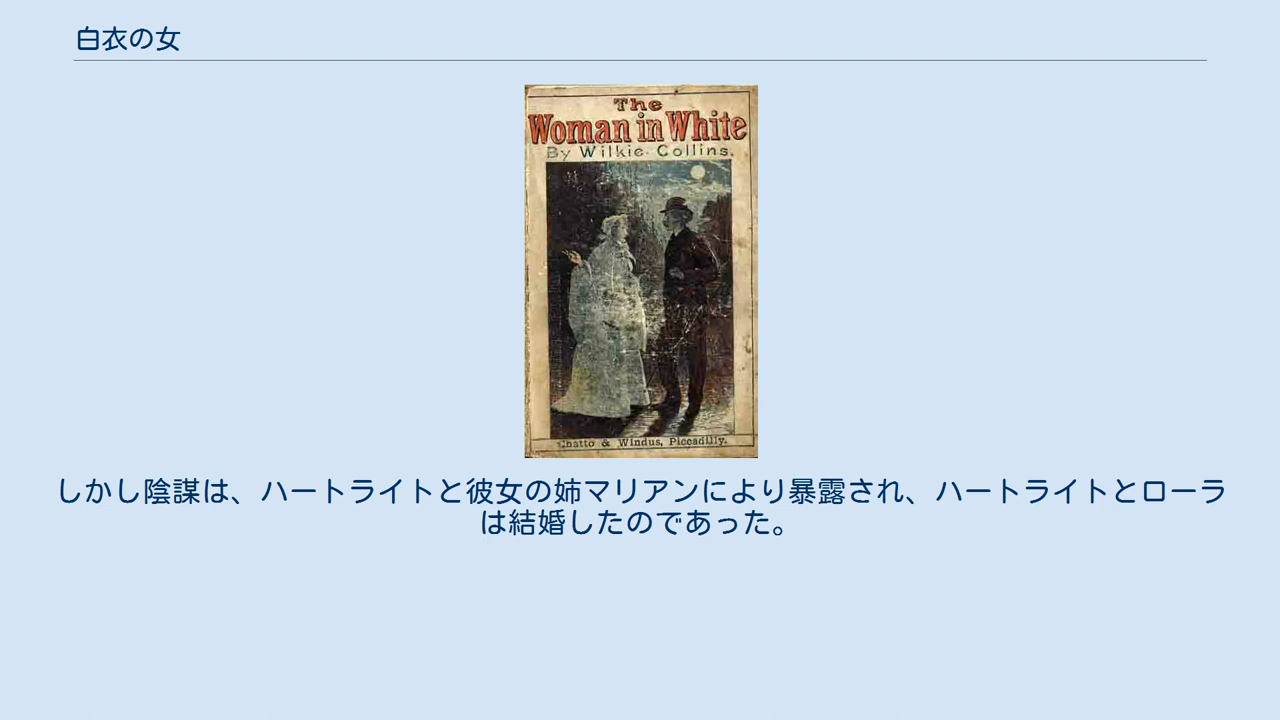 白衣の女
The
Woman in White
By Wilkie Collins.
Chatto & Windus, Piccadilly.
しかし陰謀は、ハートライトと彼女の姉マリアンにより暴露され、ハートライトとローラ
は結婚したのであった。